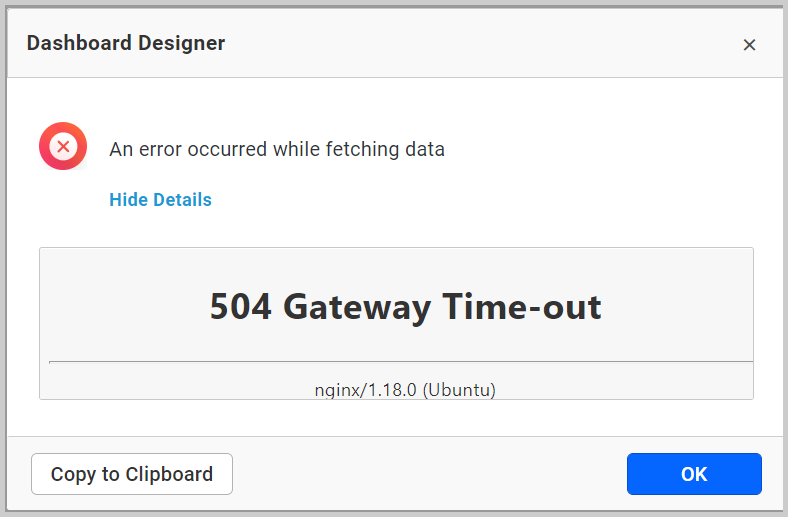 Dashboard Designer
An error occurred while fetching data
Hide Details
504 Gateway Time-out
nginx/1.18.0 (Ubuntu)
Copy to Clipboard
OK